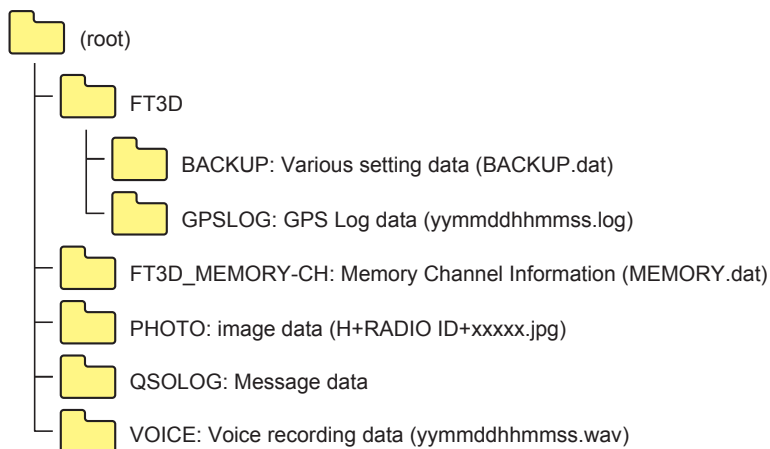 (root)
FT3D
BACKUP: Various setting data (BACKUP.dat)
GPSLOG: GPS Log data (yymmddhhmmss.log)
FT3D_MEMORY-CH: Memory Channel Information (MEMORY.dat)
PHOTO: image data (H+RADIO ID+xxxxx.jpg)
QSOLOG: Message data
VOICE: Voice recording data (yymmddhhmmss.wav)